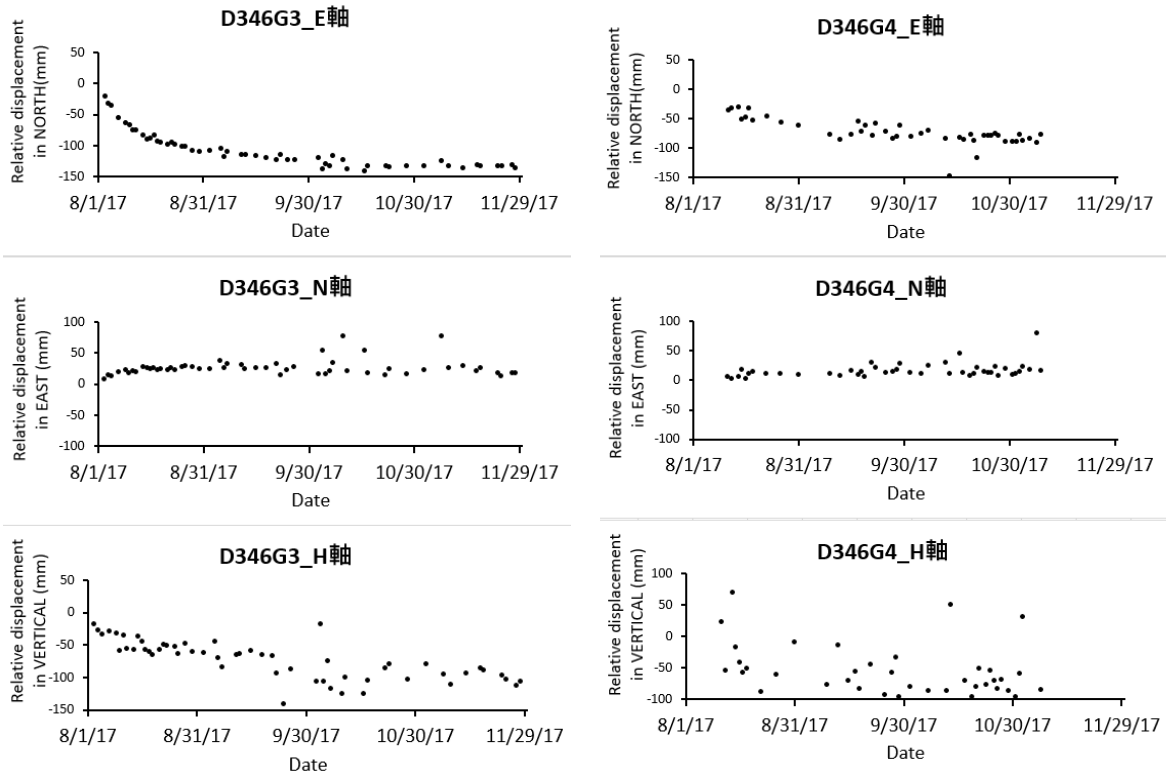 D346G3_E軸
Relative displacement
in NORTH(mm)
50
0
-50
-100
-150
8/1/17 8/31/17 9/30/17 10/30/17 11/29/17
Date
D346G4_E軸
Relative displacement
in NORTH(mm)
50
0
-50
-100
-150
8/1/17 8/31/17 9/30/17 10/30/17 11/29/17
Date
D346G3_N軸
Relative displacement
in EAST (mm)
100
50
0
-50
-100
8/1/17 8/31/17 9/30/17 10/30/17 11/29/17
Date
D346G4_N軸
Relative displacement
in EAST (mm)
100
50
0
-50
-100
8/1/17 8/31/17 9/30/17 10/30/17 11/29/17
Date
D346G3_H軸
Relative displacement
in VERTICAL (mm)
50
0
-50
-100
-150
8/1/17 8/31/17 9/30/17 10/30/17 11/29/17
Date
D346G4_H軸
Relative displacement
in VERTICAL (mm)
100
50
0
-50
-100
8/1/17 8/31/17 9/30/17 10/30/17 11/29/17
Date